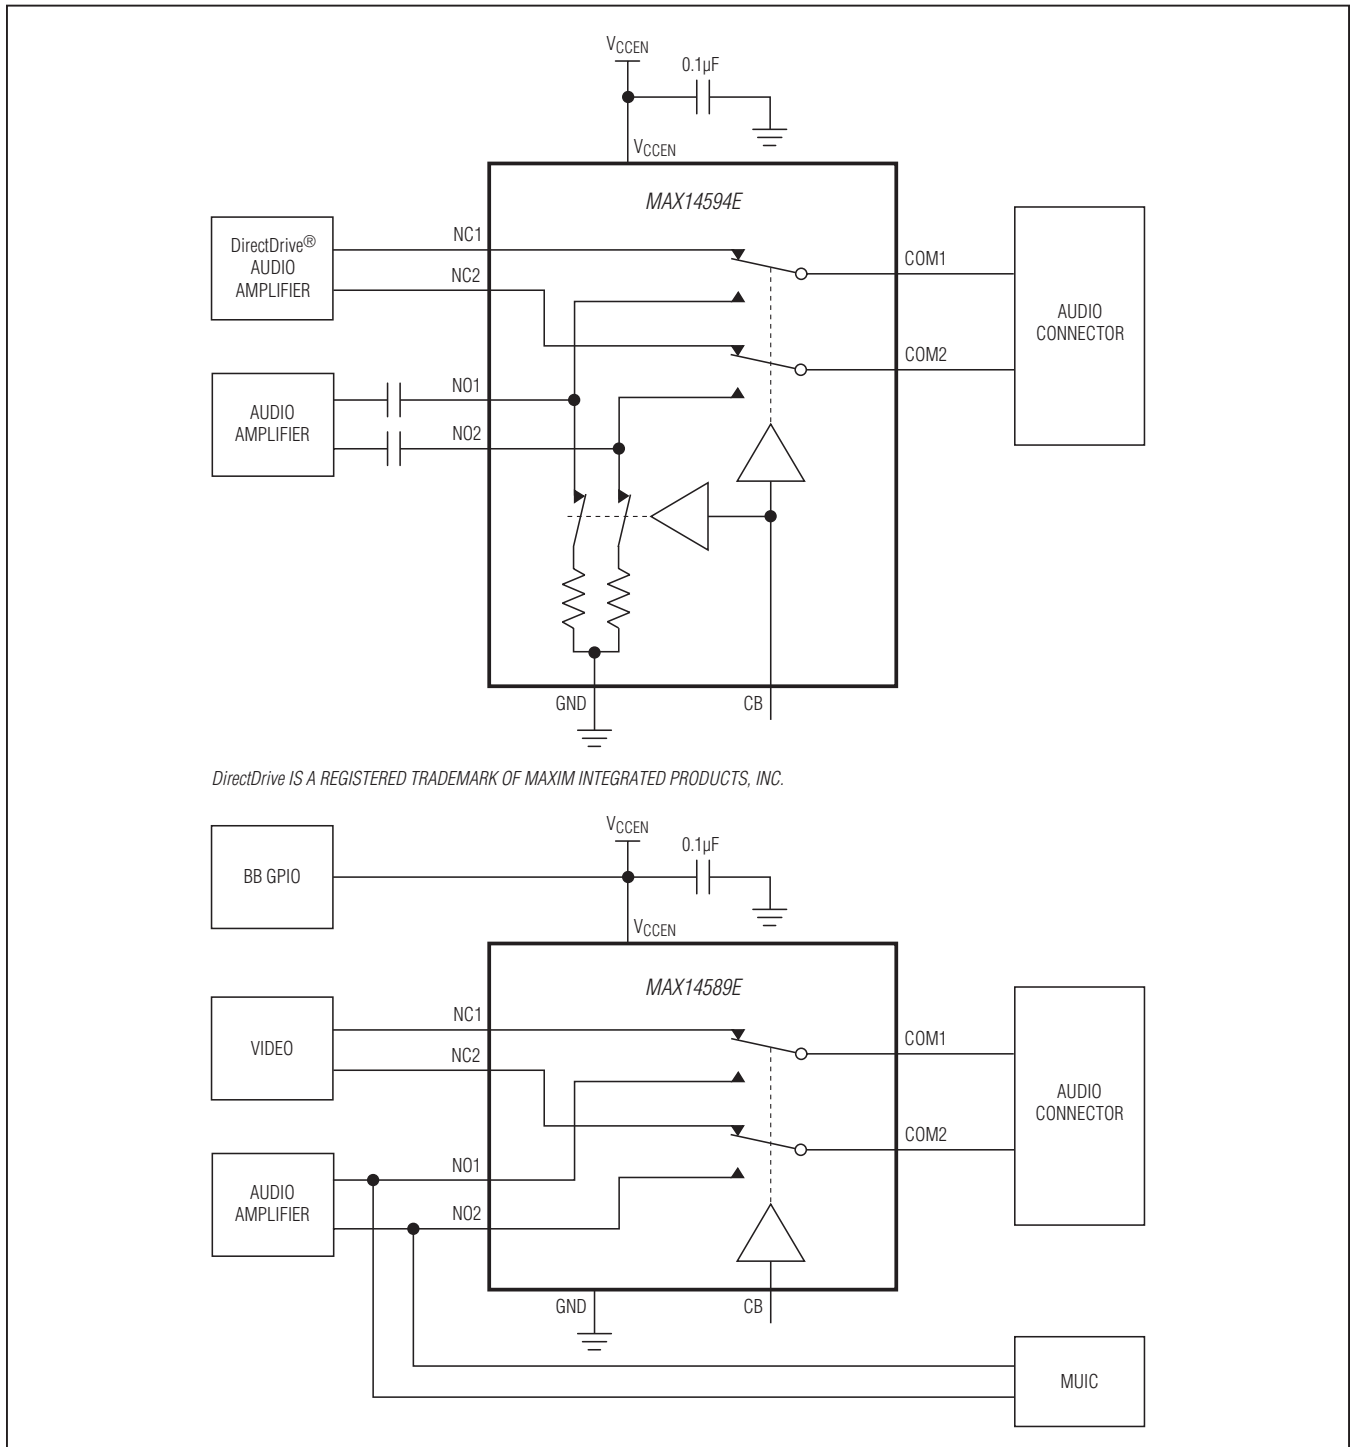 VCCEN
0.1µF
VCCEN
MAX14594E
DirectDrive®
AUDIO
AMPLIFIER
NC1
NC2
COM1
COM2
AUDIO
CONNECTOR
AUDIO
AMPLIFIER
NO1
NO2
GND
CB
DirectDrive IS A REGISTERED TRADEMARK OF MAXIM INTEGRATED PRODUCTS, INC.
BB GPIO
VCCEN
0.1µF
VCCEN
MAX14589E
VIDEO
NC1
NC2
COM1
COM2
AUDIO
CONNECTOR
AUDIO
AMPLIFIER
NO1
NO2
GND
CB
MUIC